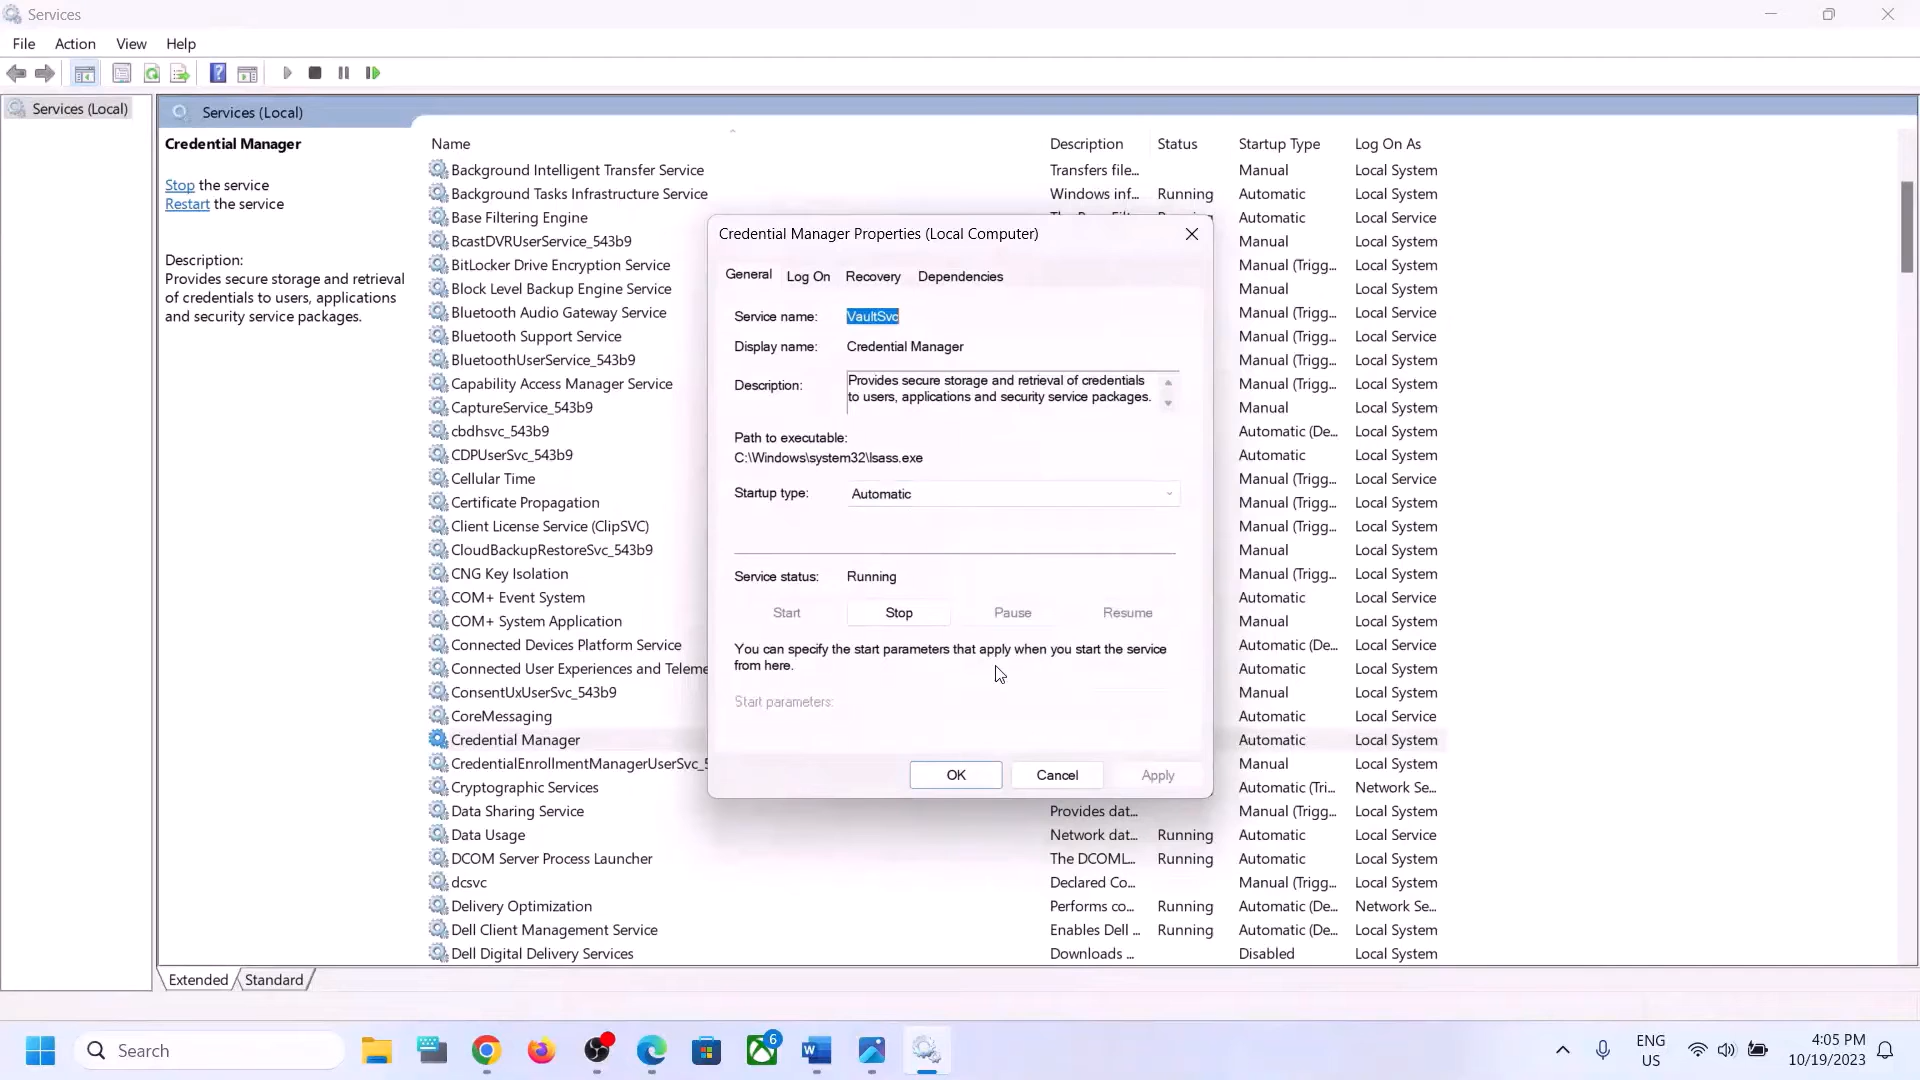 Services
File Action View Help
Services (Local)
Services (Local)
Credential Manager
Stop the service
Restart the service
Description:
Provides secure storage and retrieval
of credentials to users, applications
and security service packages.
Name Description Status Startup Type Log On As
Background Intelligent Transfer Service Transfers file... Manual Local System
Background Tasks Infrastructure Service Windows inf... Running Automatic Local System
Base Filtering Engine Automatic Local Service
BcastDVRUserService_543b9 Manual Local System
BitLocker Drive Encryption Service Manual (Trigg... Local System
Block Level Backup Engine Service Manual Local System
Bluetooth Audio Gateway Service Manual (Trigg... Local Service
Bluetooth Support Service Manual (Trigg... Local Service
BluetoothUserService_543b9 Manual (Trigg... Local System
Capability Access Manager Service Manual (Trigg... Local System
CaptureService_543b9 Manual Local System
cbdhsvc_543b9 Automatic (De... Local System
CDPUserSvc_543b9 Automatic Local System
Cellular Time Manual (Trigg... Local Service
Certificate Propagation Manual (Trigg... Local System
Client License Service (ClipSVC) Manual (Trigg... Local System
CloudBackupRestoreSvc_543b9 Manual Local System
CNG Key Isolation Manual (Trigg... Local System
COM+ Event System Automatic Local Service
COM+ System Application Manual Local System
Connected Devices Platform Service Automatic (De... Local Service
Connected User Experiences and Teleme Automatic Local System
ConsentUxUserSvc_543b9 Manual Local System
CoreMessaging Automatic Local Service
Credential Manager Automatic Local System
CredentialEnrollmentManagerUserSvc_5 Manual Local System
Cryptographic Services Automatic (Tri... Network Se...
Data Sharing Service Provides dat... Manual (Trigg... Local System
Data Usage Network dat... Running Automatic Local Service
DCOM Server Process Launcher The DCOML... Running Automatic Local System
dcsvc Declared Co... Manual (Trigg... Local System
Delivery Optimization Performs co... Running Automatic (De... Network Se...
Dell Client Management Service Enables Dell ... Running Automatic (De... Local System
Dell Digital Delivery Services Downloads ... Disabled Local System
Credential Manager Properties (Local Computer)
General Log On Recovery Dependencies
Service name: VaultSvc
Display name: Credential Manager
Description: Provides secure storage and retrieval of credentials
to users, applications and security service packages.
Path to executable:
C:\Windows\system32\lsass.exe
Startup type: Automatic
Service status: Running
Start Stop Pause Resume
You can specify the start parameters that apply when you start the service
from here.
Start parameters:
OK Cancel Apply
Extended Standard
Search
6
ENG
US
4:05 PM
10/19/2023